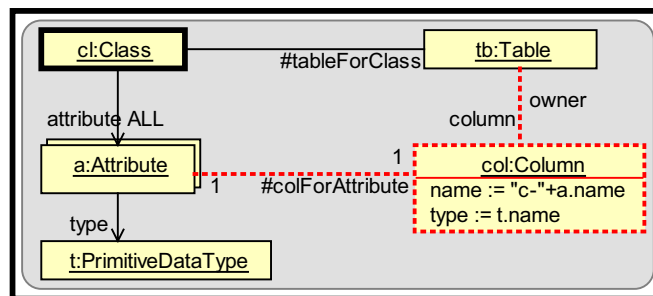 cl:Class
tb:Table
#tableForClass
owner
attribute ALL
column
a:Attribute
1
1
#colForAttribute
col:Column
name := "c-"+a.name
type := t.name
type
t:PrimitiveDataType